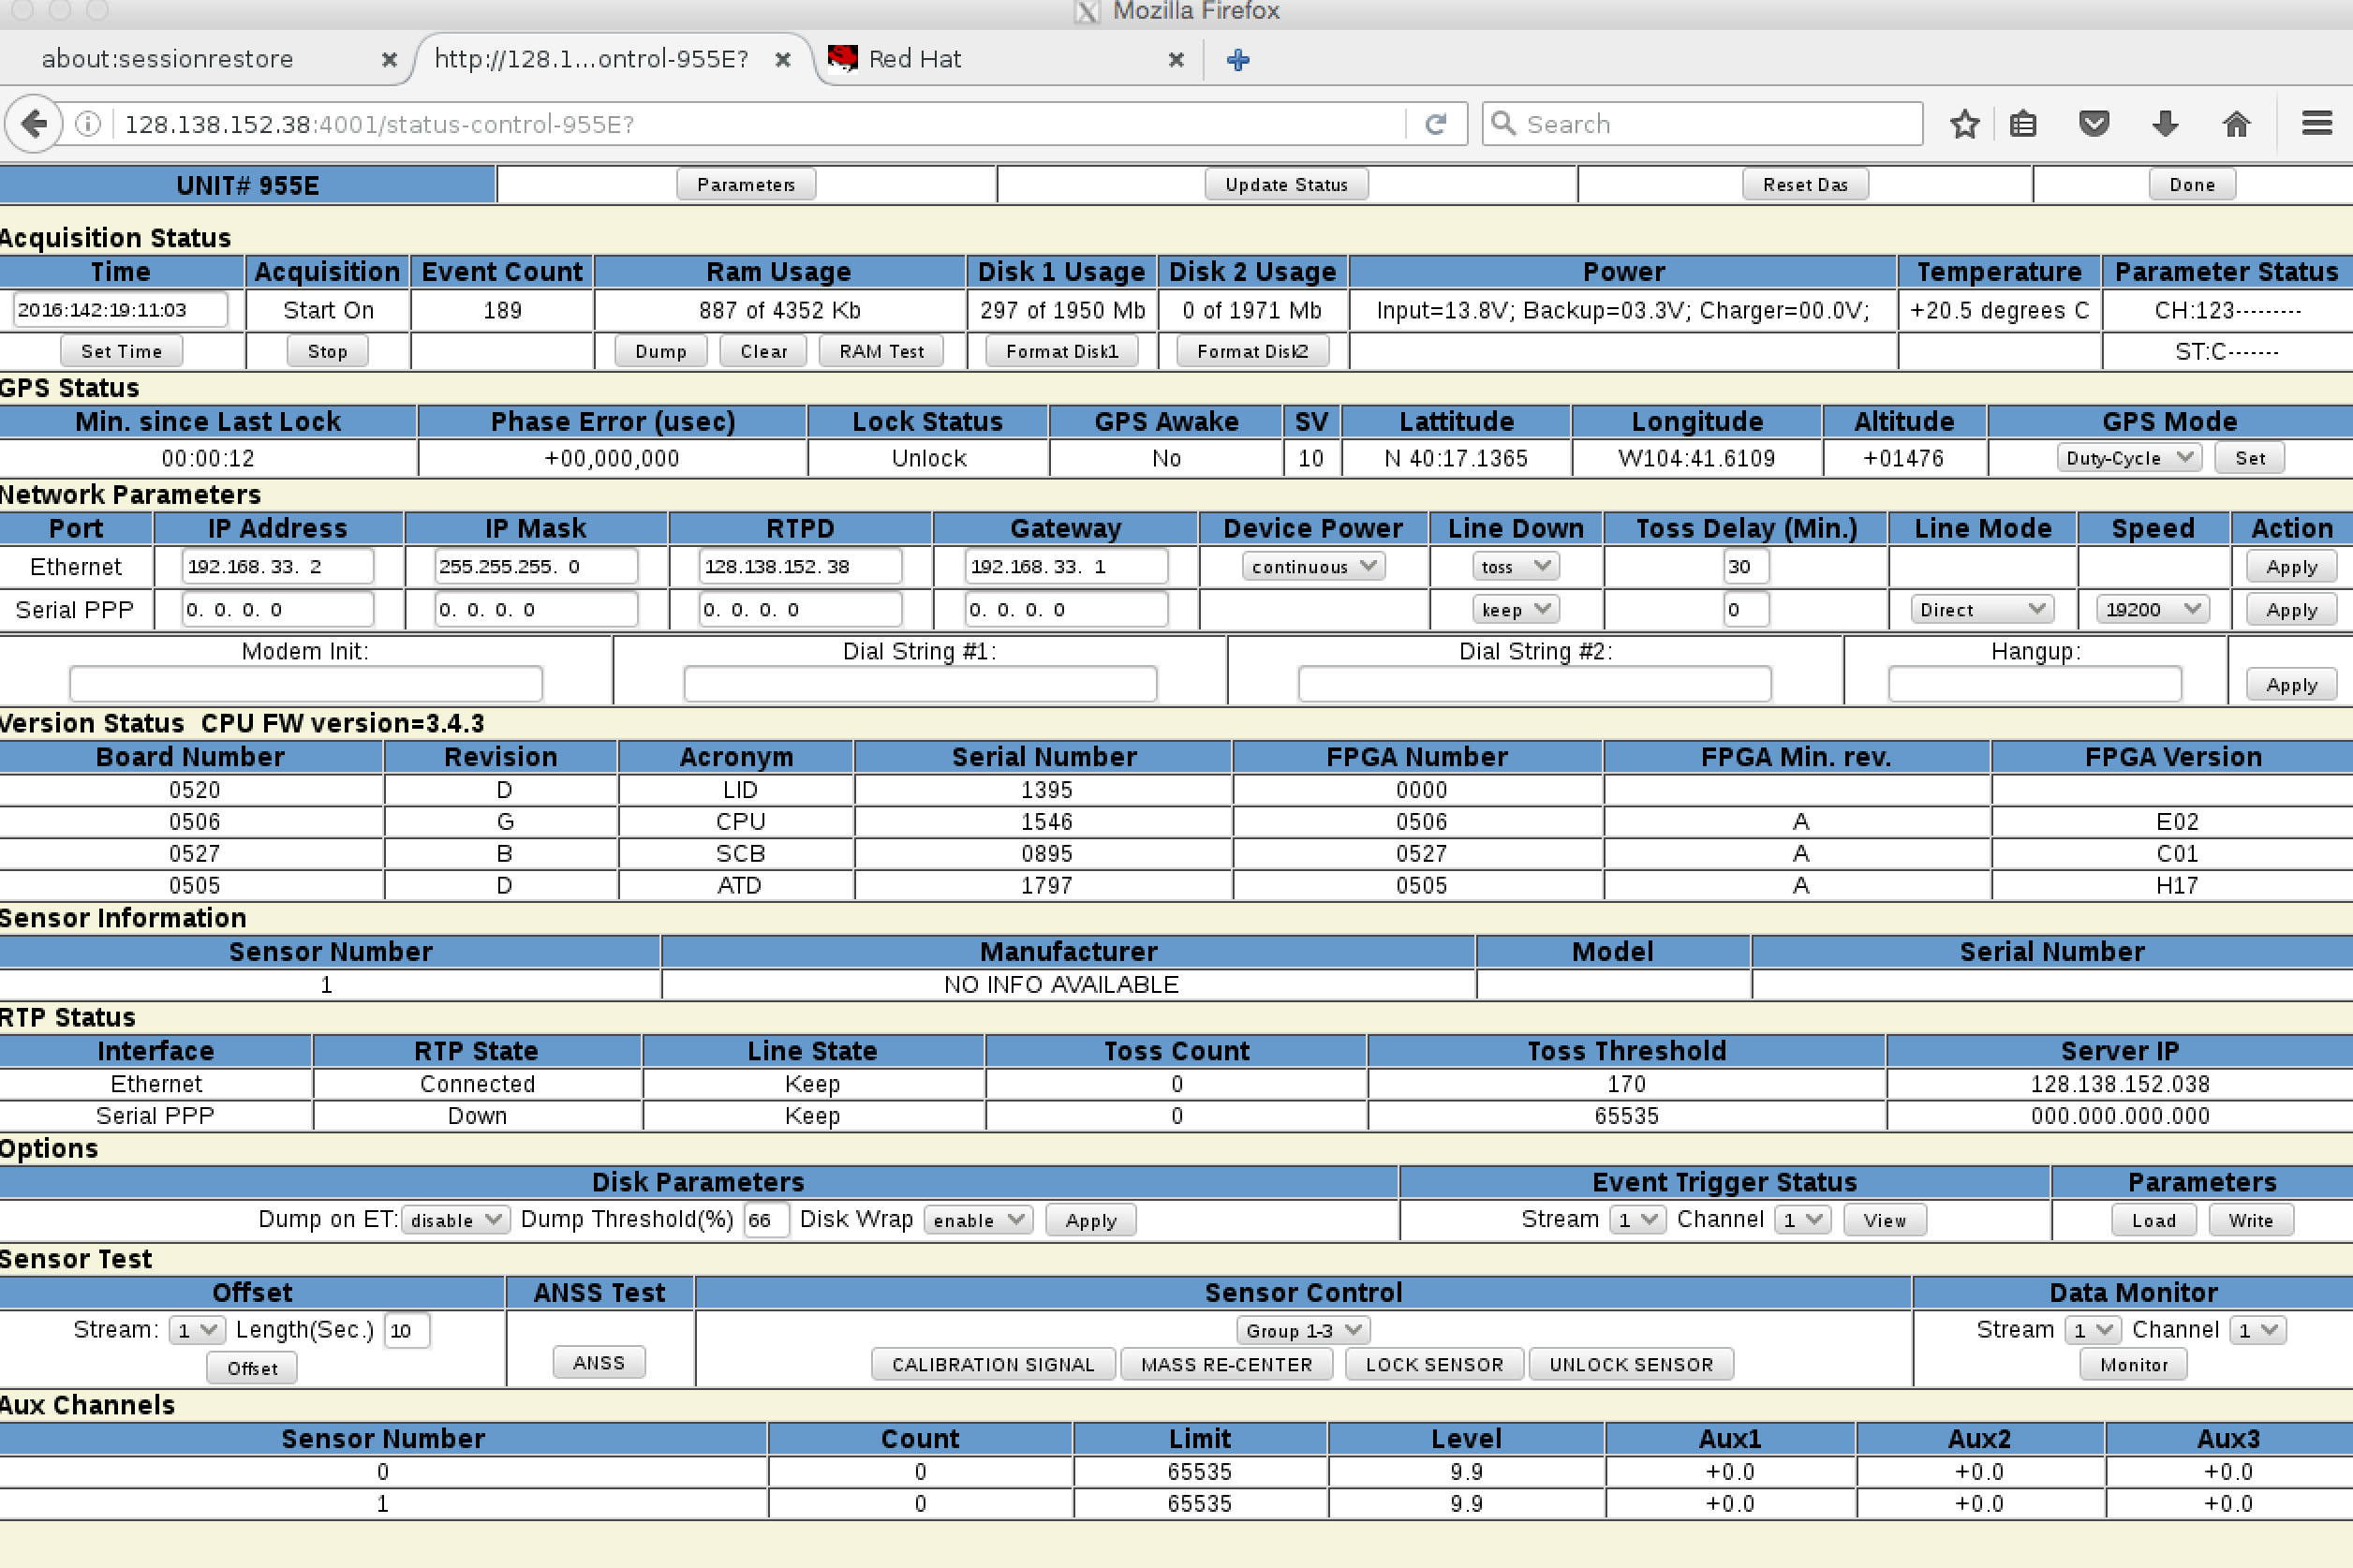 Mozilla Firefox
about:sessionrestore
http://128.1...ontrol-955E?
Red Hat
128.138.152.38:4001/status-control-955E?
Search
UNIT# 955E Parameters Update Status Reset Das Done
Acquisition Status
Time Acquisition Event Count Ram Usage Disk 1 Usage Disk 2 Usage Power Temperature Parameter Status
2016:142:19:11:03 Start On 189 887 of 4352 Kb 297 of 1950 Mb 0 of 1971 Mb Input=13.8V; Backup=03.3V; Charger=00.0V; +20.5 degrees C CH:123---------
Set Time Stop Dump Clear RAM Test Format Disk1 Format Disk2 ST:C-------
GPS Status
Min. since Last Lock Phase Error (usec) Lock Status GPS Awake SV Lattitude Longitude Altitude GPS Mode
00:00:12 +00,000,000 Unlock No 10 N 40:17.1365 W104:41.6109 +01476 Duty-Cycle Set
Network Parameters
Port IP Address IP Mask RTPD Gateway Device Power Line Down Toss Delay (Min.) Line Mode Speed Action
Ethernet 192.168. 33. 2 255.255.255. 0 128.138.152. 38 192.168. 33. 1 continuous toss 30 Apply
Serial PPP 0. 0. 0. 0 0. 0. 0. 0 0. 0. 0. 0 0. 0. 0. 0 keep 0 Direct 19200 Apply
Modem Init: Dial String #1: Dial String #2: Hangup:
Apply
Version Status CPU FW version=3.4.3
Board Number Revision Acronym Serial Number FPGA Number FPGA Min. rev. FPGA Version
0520 D LID 1395 0000
0506 G CPU 1546 0506 A E02
0527 B SCB 0895 0527 A C01
0505 D ATD 1797 0505 A H17
Sensor Information
Sensor Number Manufacturer Model Serial Number
1 NO INFO AVAILABLE
RTP Status
Interface RTP State Line State Toss Count Toss Threshold Server IP
Ethernet Connected Keep 0 170 128.138.152.038
Serial PPP Down Keep 0 65535 000.000.000.000
Options
Disk Parameters Event Trigger Status Parameters
Dump on ET: disable Dump Threshold(%) 66 Disk Wrap enable Apply Stream 1 Channel 1 View Load Write
Sensor Test
Offset ANSS Test Sensor Control Data Monitor
Stream: 1 Length(Sec.) 10 Group 1-3 Stream 1 Channel 1
Offset ANSS CALIBRATION SIGNAL MASS RE-CENTER LOCK SENSOR UNLOCK SENSOR Monitor
Aux Channels
Sensor Number Count Limit Level Aux1 Aux2 Aux3
0 0 65535 9.9 +0.0 +0.0 +0.0
1 0 65535 9.9 +0.0 +0.0 +0.0